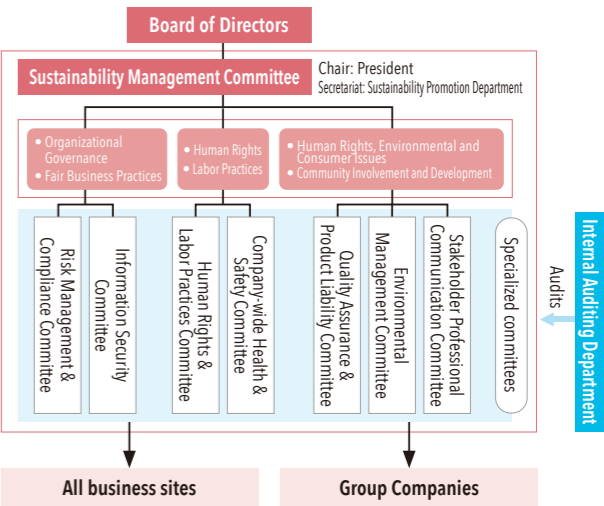 Board of Directors
Sustainability Management Committee
Chair: President
Secretariat: Sustainability Promotion Department
• Organizational
Governance
• Fair Business Practices
• Human Rights
• Labor Practices
• Human Rights, Environmental and
Consumer Issues
• Community Involvement and Development
Risk Management &
Compliance Committee
Information Security
Committee
Human Rights &
Labor Practices Committee
Company-wide Health &
Safety Committee
Quality Assurance &
Product Liability Committee
Environmental
Management Committee
Stakeholder Professional
Communication Committee
Specialized committees
Audits
Internal Auditing Department
All business sites
Group Companies